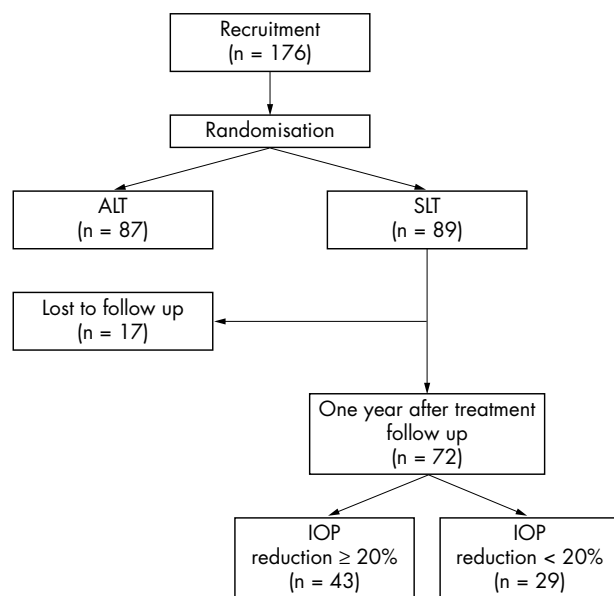 Recruitment
(n = 176)
Randomisation
ALT
(n = 87)
SLT
(n = 89)
Lost to follow up
(n = 17)
One year after treatment
follow up
(n = 72)
IOP
reduction ≥ 20%
(n = 43)
IOP
reduction < 20%
(n = 29)